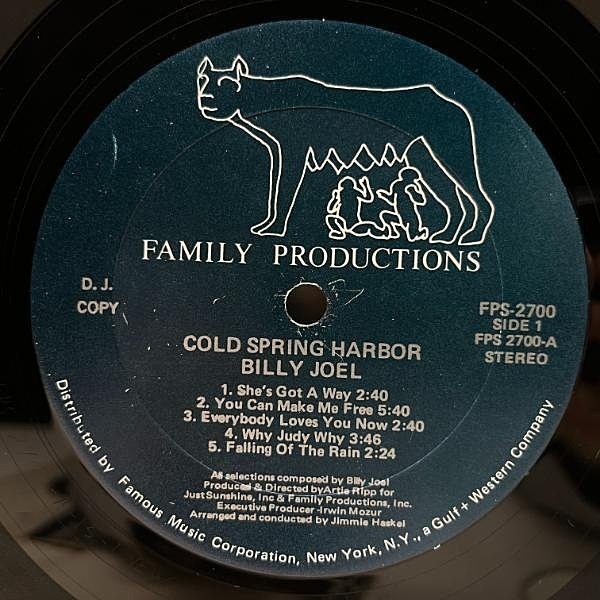 FAMILY PRODUCTIONS
D.J.
COPY
FPS-2700
SIDE 1
FPS 2700-A
STEREO
COLD SPRING HARBOR
BILLY JOEL
1. She's Got A Way 2:40
2. You Can Make Me Free 5:40
3. Everybody Loves You Now 2:40
4. Why Judy Why 3:46
5. Falling Of The Rain 2:24
All selections composed by Billy Joel
Produced & Directed by Artie Ripp for
Just Sunshine, Inc & Family Productions, Inc.
Executive Producer-Irwin Mozur
Arranged and conducted by Jimmie Haskel
Distributed by Famous Music Corporation, New York, N.Y., a Gulf + Western Company